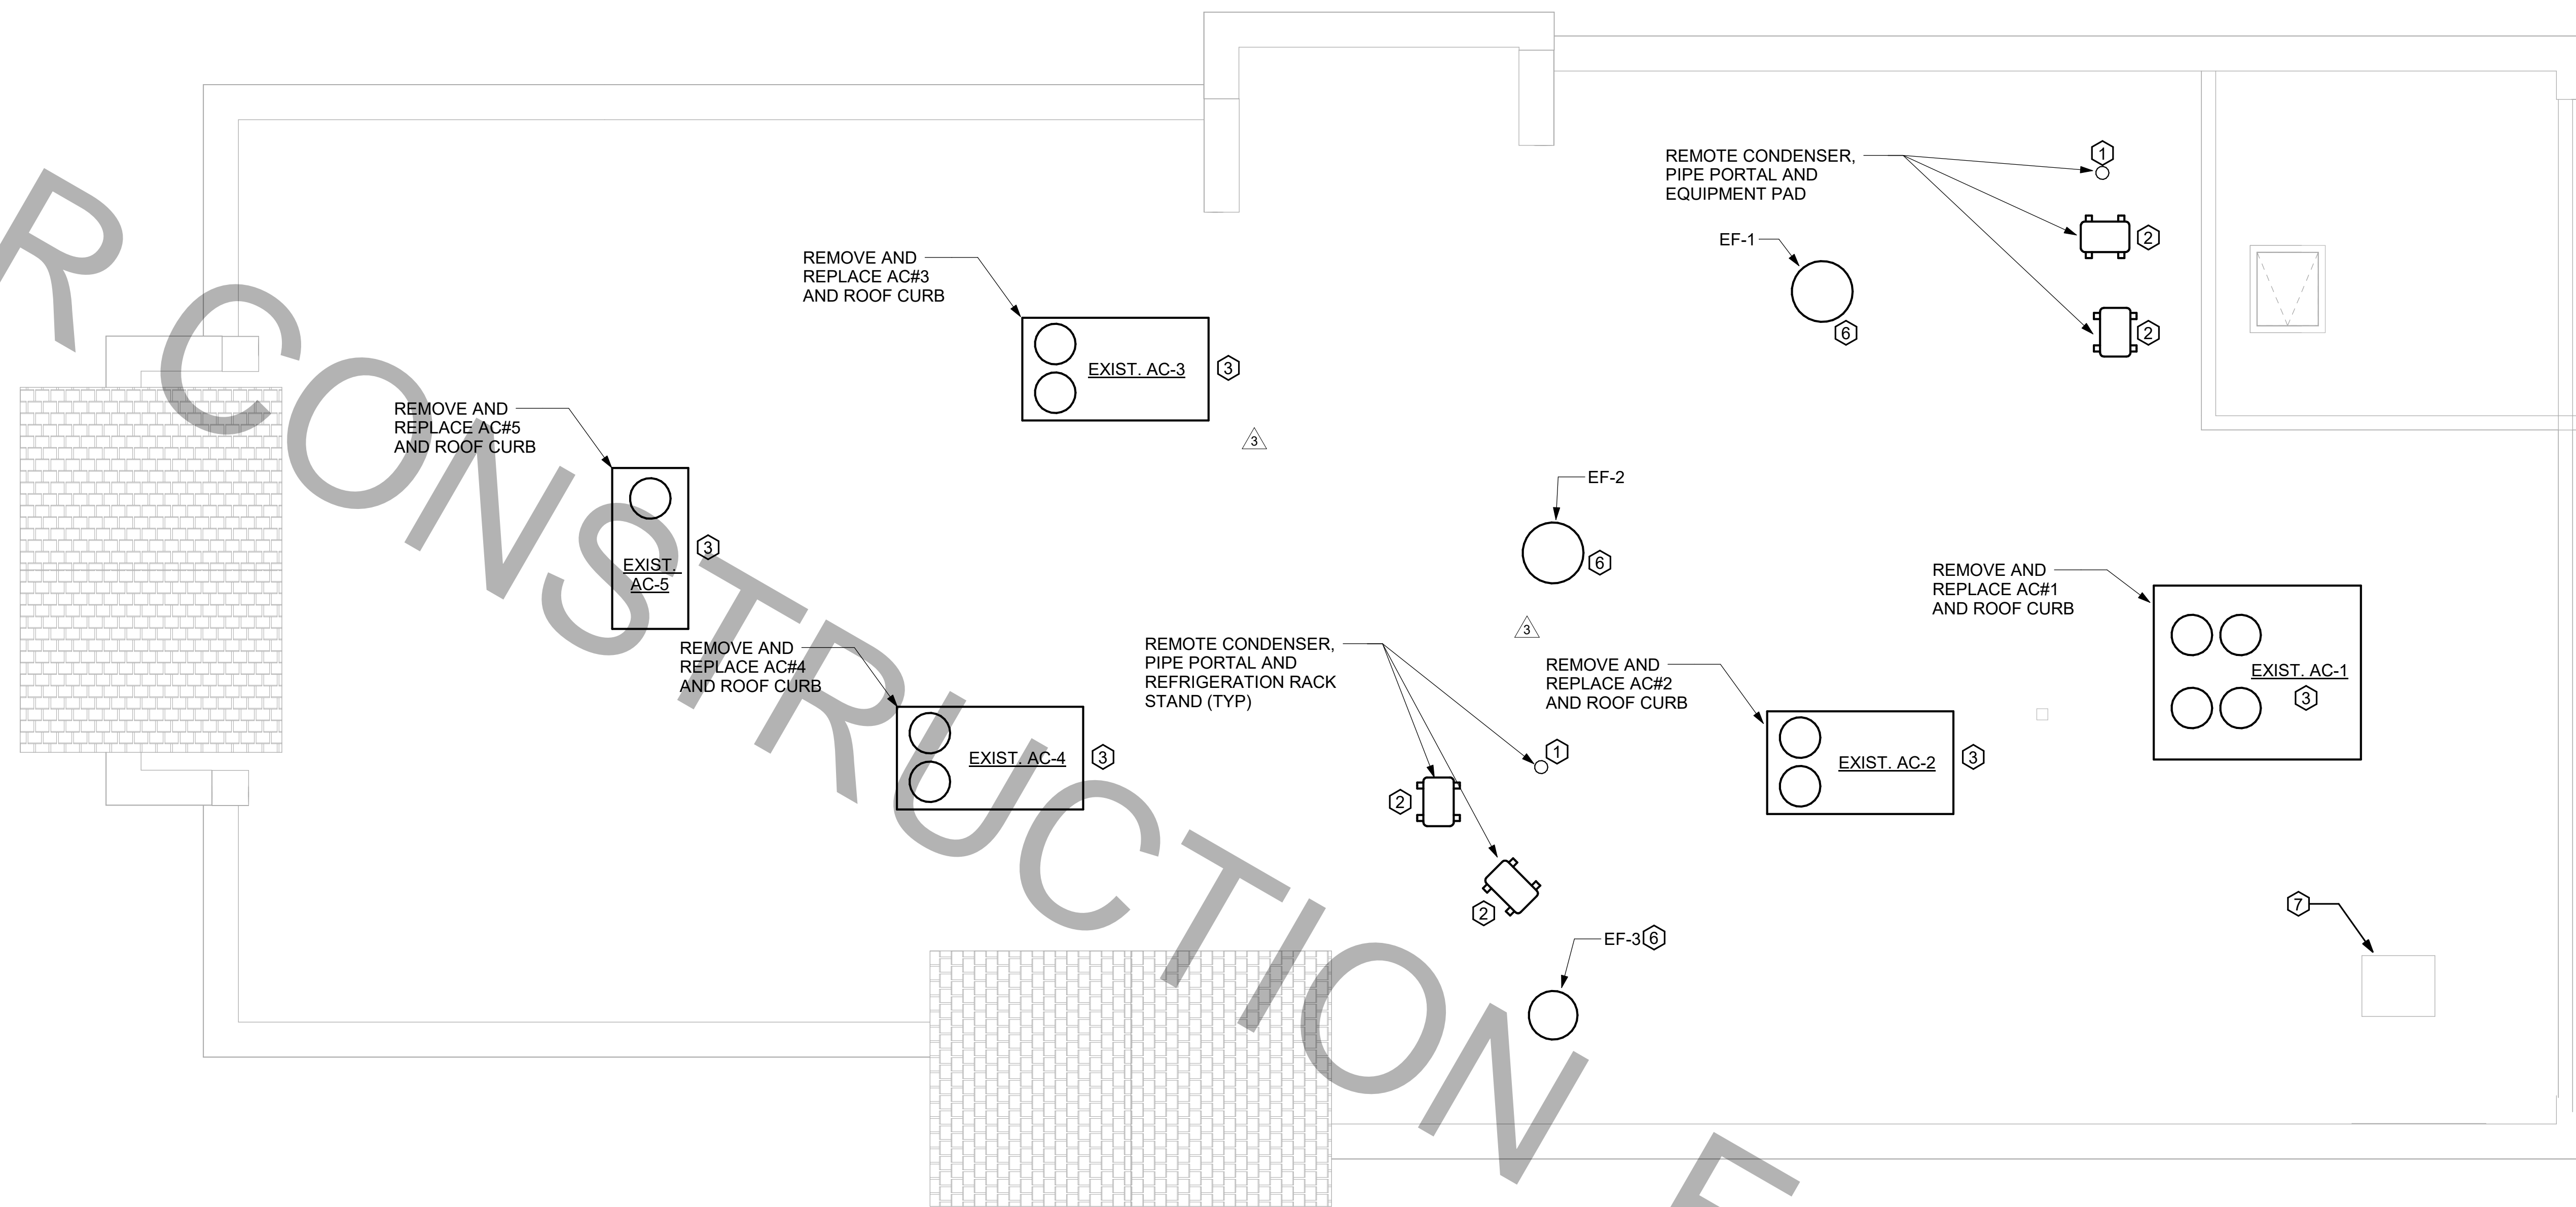 REMOTE CONDENSER,
PIPE PORTAL AND
EQUIPMENT PAD
1
2
2
EF-1
6
REMOVE AND
REPLACE AC#3
AND ROOF CURB
EXIST. AC-3
3
3
REMOVE AND
REPLACE AC#5
AND ROOF CURB
EXIST.
AC-5
3
EF-2
6
3
REMOVE AND
REPLACE AC#1
AND ROOF CURB
EXIST. AC-1
3
REMOVE AND
REPLACE AC#4
AND ROOF CURB
EXIST. AC-4
3
REMOTE CONDENSER,
PIPE PORTAL AND
REFRIGERATION RACK
STAND (TYP)
1
2
2
REMOVE AND
REPLACE AC#2
AND ROOF CURB
EXIST. AC-2
3
7
EF-3
6
R CONSTRUCTION